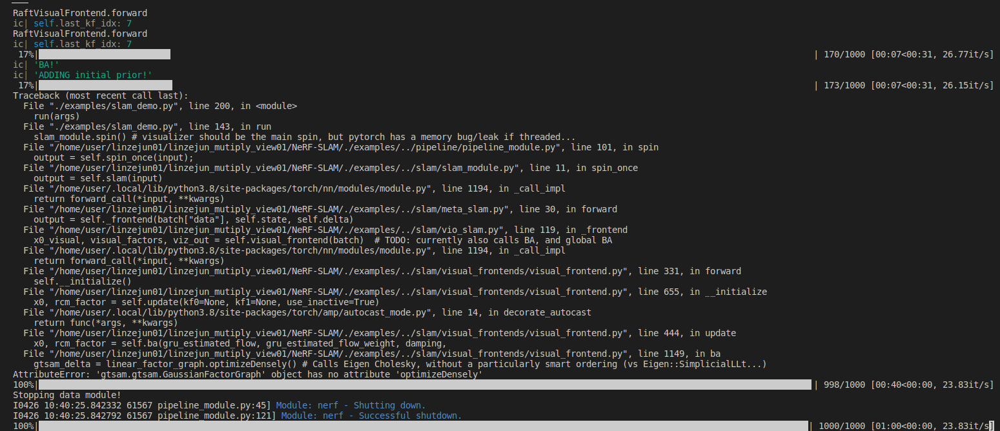 RaftVisualFrontend.forward
ic| self.last_kf_idx: 7
RaftVisualFrontend.forward
ic| self.last_kf_idx: 7
17%| | 170/1000 [00:07<00:31, 26.77it/s]
ic| 'BA!'
ic| 'ADDING initial prior!'
17%| | 173/1000 [00:07<00:31, 26.15it/s]
Traceback (most recent call last):
  File "./examples/slam_demo.py", line 200, in <module>
    run(args)
  File "./examples/slam_demo.py", line 143, in run
    slam_module.spin() # visualizer should be the main spin, but pytorch has a memory bug/leak if threaded...
  File "/home/user/linzejun01/linzejun_mutiply_view01/NeRF-SLAM/./examples/../pipeline/pipeline_module.py", line 101, in spin
    output = self.spin_once(input);
  File "/home/user/linzejun01/linzejun_mutiply_view01/NeRF-SLAM/./examples/../slam/slam_module.py", line 11, in spin_once
    output = self.slam(input)
  File "/home/user/.local/lib/python3.8/site-packages/torch/nn/modules/module.py", line 1194, in _call_impl
    return forward_call(*input, **kwargs)
  File "/home/user/linzejun01/linzejun_mutiply_view01/NeRF-SLAM/./examples/../slam/meta_slam.py", line 30, in forward
    output = self._frontend(batch["data"], self.state, self.delta)
  File "/home/user/linzejun01/linzejun_mutiply_view01/NeRF-SLAM/./examples/../slam/vio_slam.py", line 119, in _frontend
    x0_visual, visual_factors, viz_out = self.visual_frontend(batch)  # TODO: currently also calls BA, and global BA
  File "/home/user/.local/lib/python3.8/site-packages/torch/nn/modules/module.py", line 1194, in _call_impl
    return forward_call(*input, **kwargs)
  File "/home/user/linzejun01/linzejun_mutiply_view01/NeRF-SLAM/./examples/../slam/visual_frontends/visual_frontend.py", line 331, in forward
    self.__initialize()
  File "/home/user/linzejun01/linzejun_mutiply_view01/NeRF-SLAM/./examples/../slam/visual_frontends/visual_frontend.py", line 655, in __initialize
    x0, rcm_factor = self.update(kf0=None, kf1=None, use_inactive=True)
  File "/home/user/.local/lib/python3.8/site-packages/torch/amp/autocast_mode.py", line 14, in decorate_autocast
    return func(*args, **kwargs)
  File "/home/user/linzejun01/linzejun_mutiply_view01/NeRF-SLAM/./examples/../slam/visual_frontends/visual_frontend.py", line 444, in update
    x0, rcm_factor = self.ba(gru_estimated_flow, gru_estimated_flow_weight, damping,
  File "/home/user/linzejun01/linzejun_mutiply_view01/NeRF-SLAM/./examples/../slam/visual_frontends/visual_frontend.py", line 1149, in ba
    gtsam_delta = linear_factor_graph.optimizeDensely() # Calls Eigen Cholesky, without a particularly smart ordering (vs Eigen::SimplicialLLt...)
AttributeError: 'gtsam.gtsam.GaussianFactorGraph' object has no attribute 'optimizeDensely'
100%| | 998/1000 [00:40<00:00, 23.83it/s]
Stopping data module!
I0426 10:40:25.842332 61567 pipeline_module.py:45] Module: nerf - Shutting down.
I0426 10:40:25.842792 61567 pipeline_module.py:121] Module: nerf - Successful shutdown.
100%| | 1000/1000 [01:00<00:00, 23.83it/s]